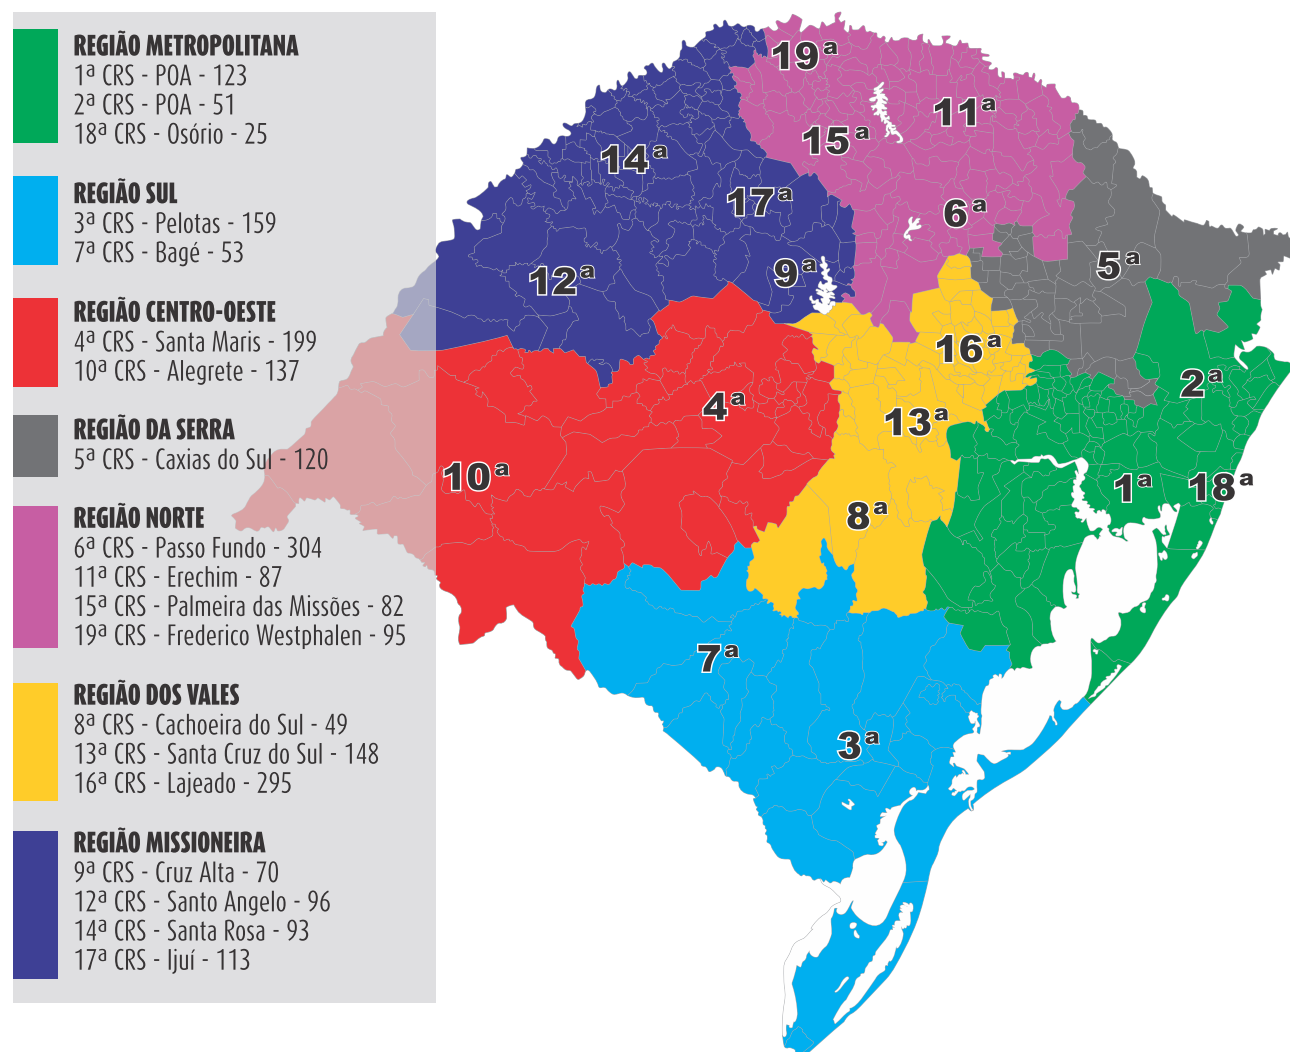 REGIÃO METROPOLITANA
1ª CRS - POA - 123
2ª CRS - POA - 51
18ª CRS - Osório - 25
REGIÃO SUL
3ª CRS - Pelotas - 159
7ª CRS - Bagé - 53
REGIÃO CENTRO-OESTE
4ª CRS - Santa Maris - 199
10ª CRS - Alegrete - 137
REGIÃO DA SERRA
5ª CRS - Caxias do Sul - 120
REGIÃO NORTE
6ª CRS - Passo Fundo - 304
11ª CRS - Erechim - 87
15ª CRS - Palmeira das Missões - 82
19ª CRS - Frederico Westphalen - 95
REGIÃO DOS VALES
8ª CRS - Cachoeira do Sul - 49
13ª CRS - Santa Cruz do Sul - 148
16ª CRS - Lajeado - 295
REGIÃO MISSIONEIRA
9ª CRS - Cruz Alta - 70
12ª CRS - Santo Angelo - 96
14ª CRS - Santa Rosa - 93
17ª CRS - Ijuí - 113
19ª
11ª
15ª
14ª
17ª
6ª
5ª
9ª
12ª
16ª
2ª
4ª
13ª
10ª
1ª
18ª
8ª
7ª
3ª